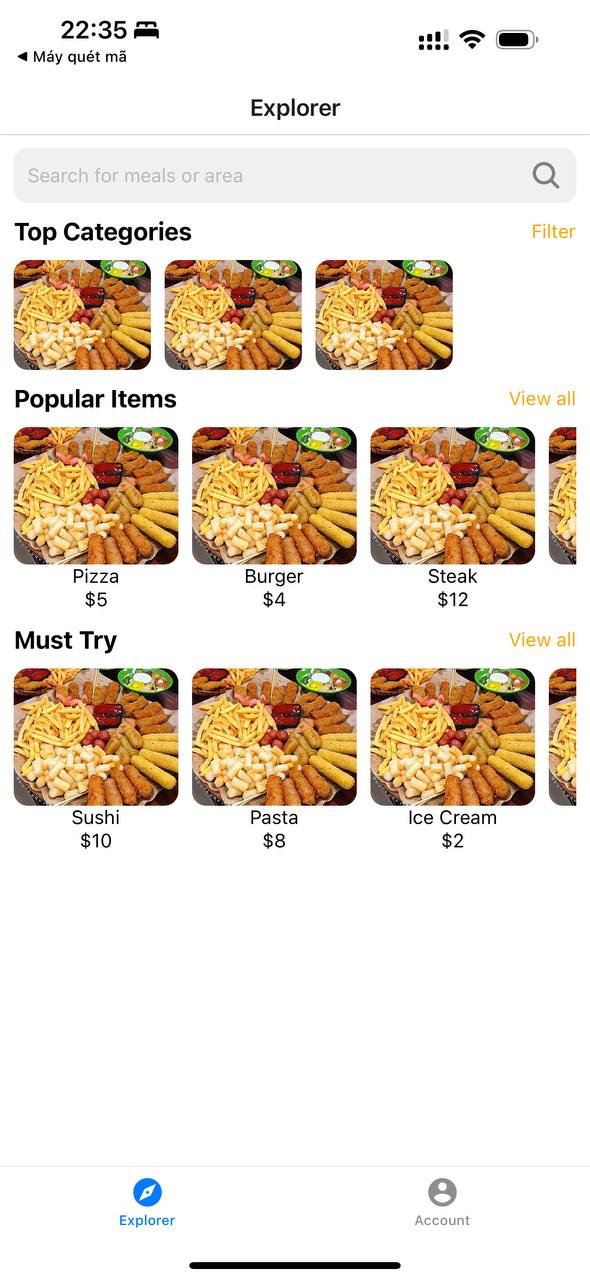 22:35
◀ Máy quét mã
Explorer
Search for meals or area
Top Categories Filter
Popular Items View all
Pizza Burger Steak
$5 $4 $12
Must Try View all
Sushi Pasta Ice Cream
$10 $8 $2
Explorer Account